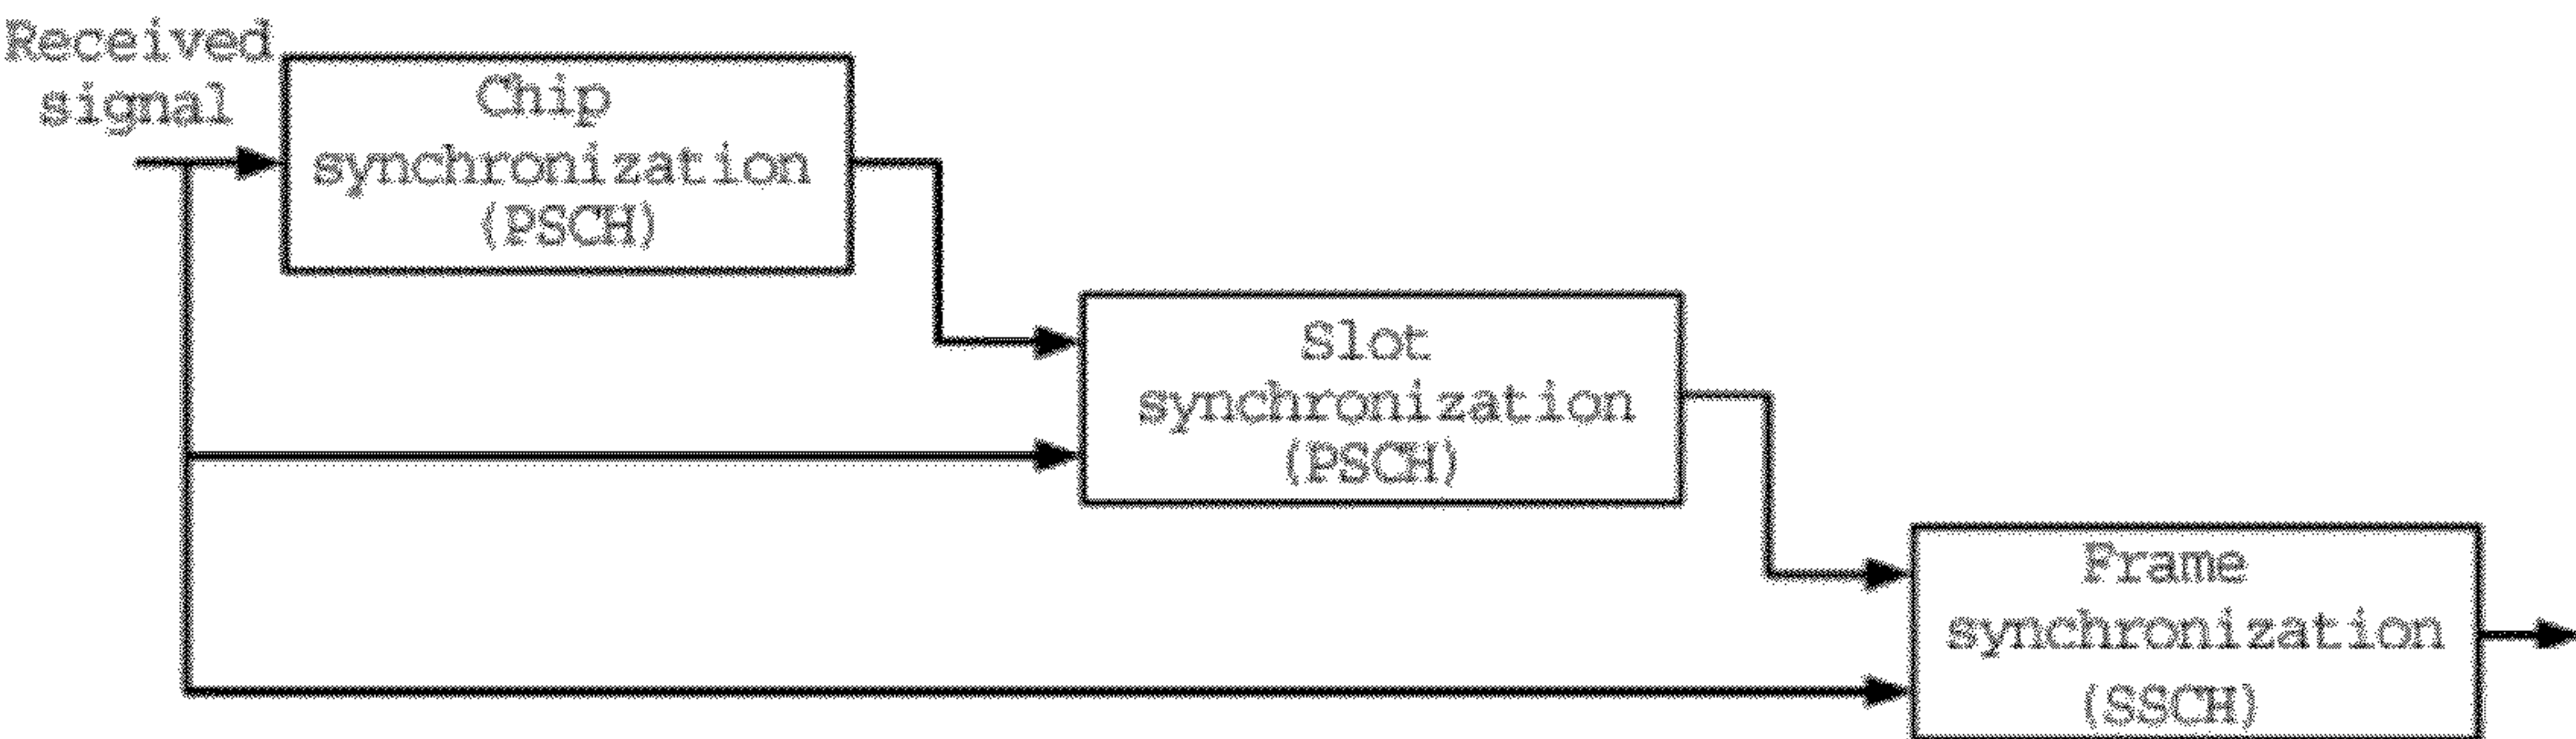 Received
signal
Chip
synchronization
(PSCH)
Slot
synchronization
(PSCH)
Frame
synchronization
(SSCH)